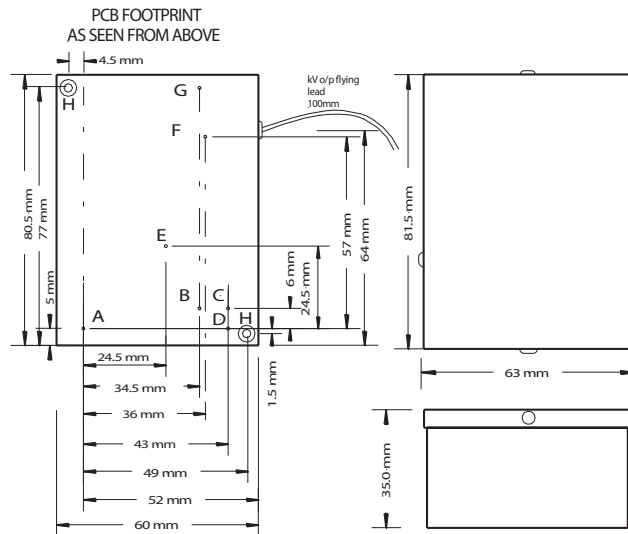 PCB FOOTPRINT
AS SEEN FROM ABOVE
4.5 mm
kV o/p flying
lead
100mm
H
G
F
80.5 mm
77 mm
5 mm
E
57 mm
64 mm
6 mm
24.5 mm
81.5 mm
B
C
A
D
H
24.5 mm
1.5 mm
34.5 mm
36 mm
43 mm
49 mm
52 mm
60 mm
63 mm
35.0 mm